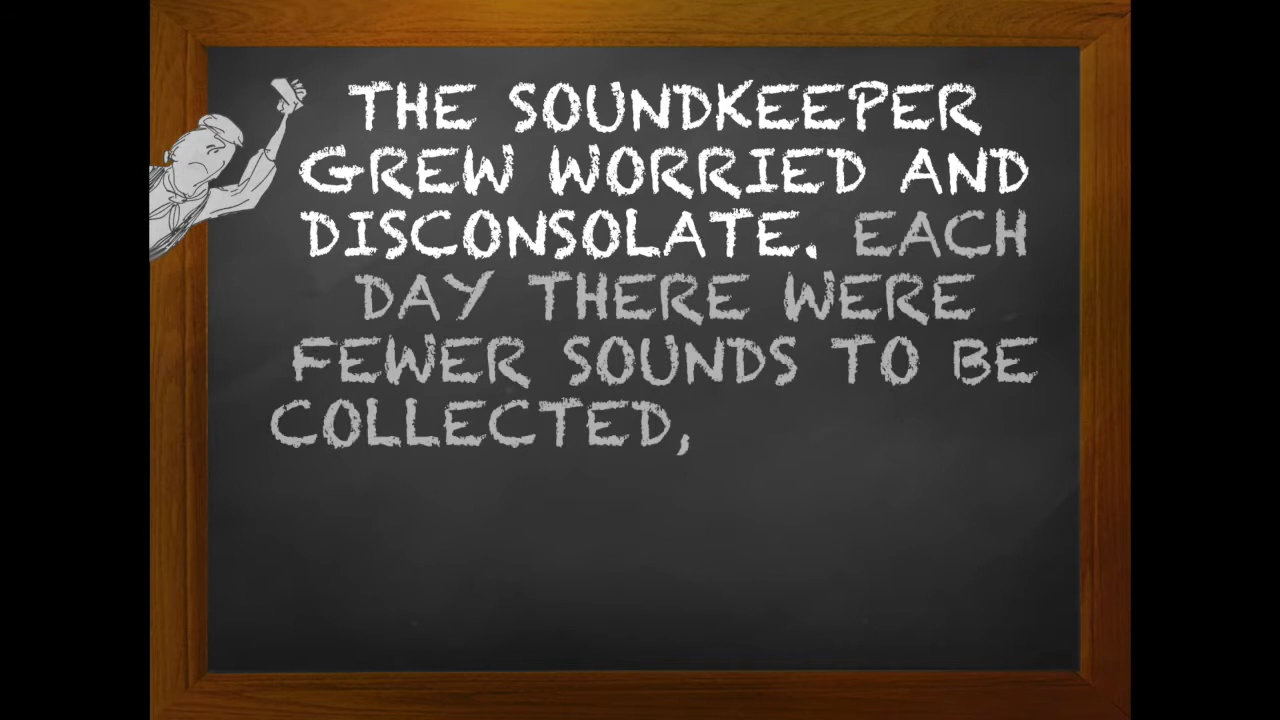 THE SOUNDKEEPER
GREW WORRIED AND
DISCONSOLATE. EACH
DAY THERE WERE
FEWER SOUNDS TO BE
COLLECTED,